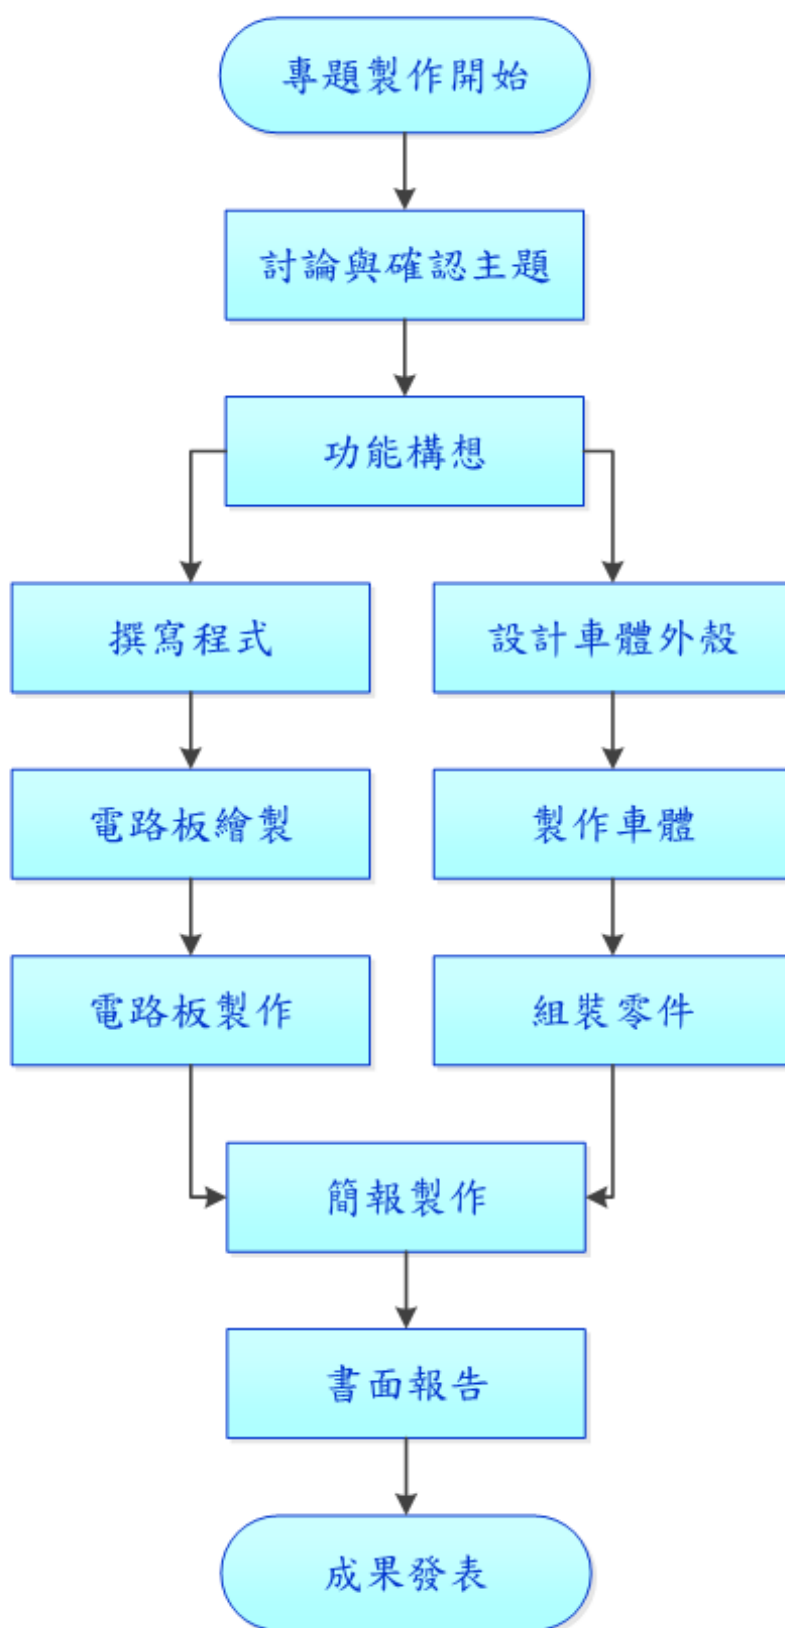 專題製作開始
討論與確認主題
功能構想
撰寫程式
設計車體外殼
電路板繪製
製作車體
電路板製作
組裝零件
簡報製作
書面報告
成果發表